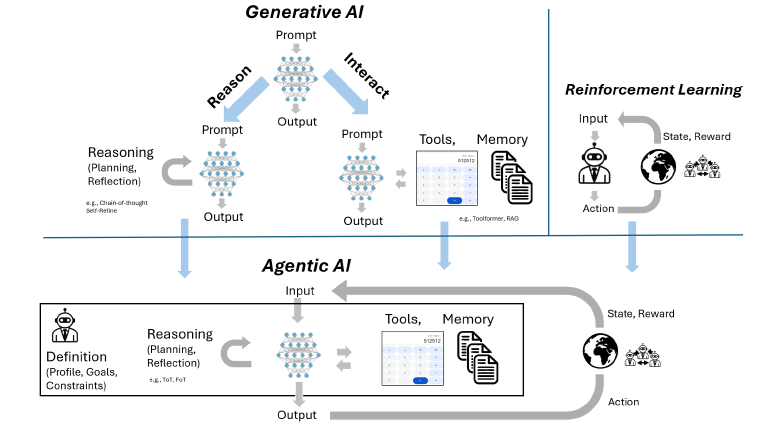 Generative AI
Prompt
Reason
Interact
Output
Prompt
Reasoning
(Planning,
Reflection)
e.g., Chain-of-thought
Self-Refine
Output
Prompt
Tools, Memory
512512
e.g., Toolformer, RAG
Output
Reinforcement Learning
Input
State, Reward
Action
Agentic AI
Input
Definition
(Profile, Goals,
Constraints)
Reasoning
(Planning,
Reflection)
e.g., ToT, FoT
Tools, Memory
512512
State, Reward
Action
Output